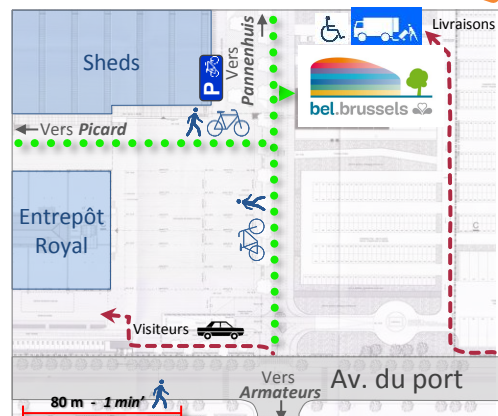 Livraisons
Vers
Pannenhuis
Sheds
P
bel.brussels
Vers Picard
Entrepôt
Royal
Visiteurs
Vers
Armateurs
Av. du port
80 m - 1 min'